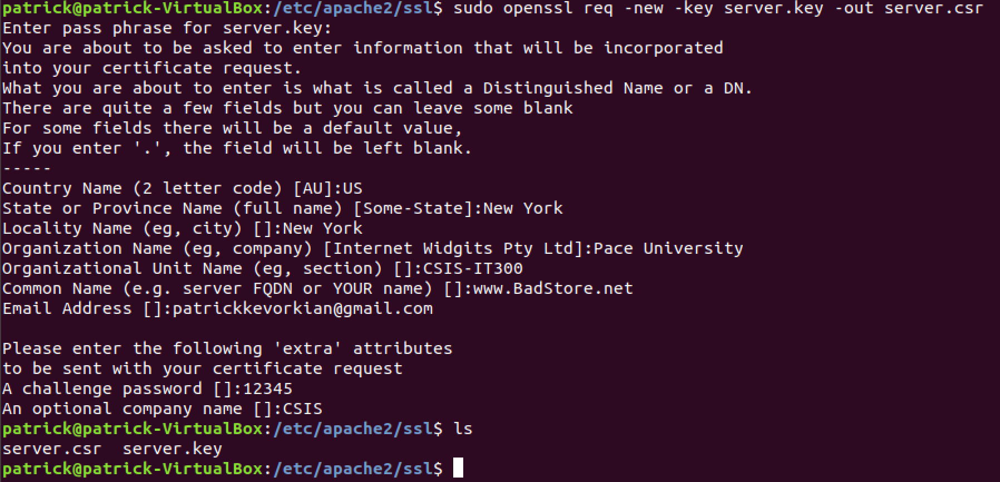 patrick@patrick-VirtualBox:/etc/apache2/ssl$ sudo openssl req -new -key server.key -out server.csr
Enter pass phrase for server.key:
You are about to be asked to enter information that will be incorporated
into your certificate request.
What you are about to enter is what is called a Distinguished Name or a DN.
There are quite a few fields but you can leave some blank
For some fields there will be a default value,
If you enter '.', the field will be left blank.
-----
Country Name (2 letter code) [AU]:US
State or Province Name (full name) [Some-State]:New York
Locality Name (eg, city) []:New York
Organization Name (eg, company) [Internet Widgits Pty Ltd]:Pace University
Organizational Unit Name (eg, section) []:CSIS-IT300
Common Name (e.g. server FQDN or YOUR name) []:www.BadStore.net
Email Address []:patrickkevorkian@gmail.com

Please enter the following 'extra' attributes
to be sent with your certificate request
A challenge password []:12345
An optional company name []:CSIS
patrick@patrick-VirtualBox:/etc/apache2/ssl$ ls
server.csr  server.key
patrick@patrick-VirtualBox:/etc/apache2/ssl$